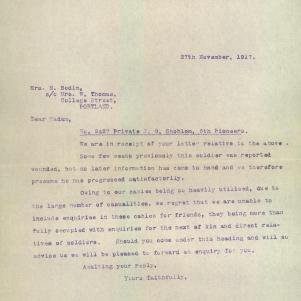 27th November, 1917.
Mrs. N. Bodin,
c/o Mrs. W. Thomas,
College Street,
PORTLAND.
Dear Madam,
No. 2427 Private J. O. Shoblom, 5th Pioneers.
We are in receipt of your letter relative to the above.
Some few weeks previously this soldier was reported
wounded, but no later information has come to hand and we therefore
presume he has progressed satisfactorily.
Owing to our cables being so heavily utilised, due to
the large number of casualities, we regret that we are unable to
include enquiries in these cables for friends, they being more than
fully occupied with enquiries for the next of kin and direct rela-
tives of soldiers. Should you come under this heading and will so
advise us we will be pleased to forward an enquiry for you.
Awaiting your reply,
Yours faithfully,